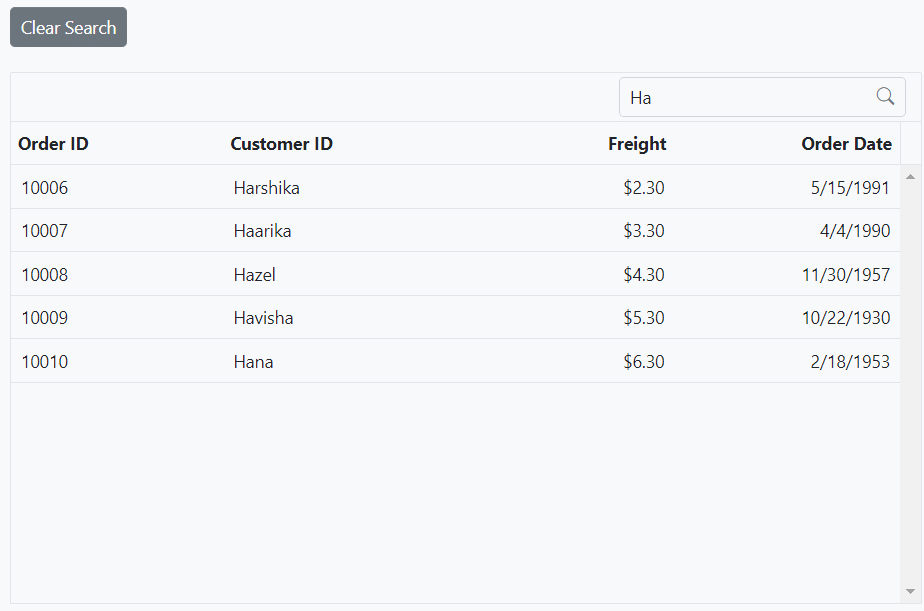 Clear Search
Ha
Order ID Customer ID Freight Order Date
10006 Harshika $2.30 5/15/1991
10007 Haarika $3.30 4/4/1990
10008 Hazel $4.30 11/30/1957
10009 Havisha $5.30 10/22/1930
10010 Hana $6.30 2/18/1953